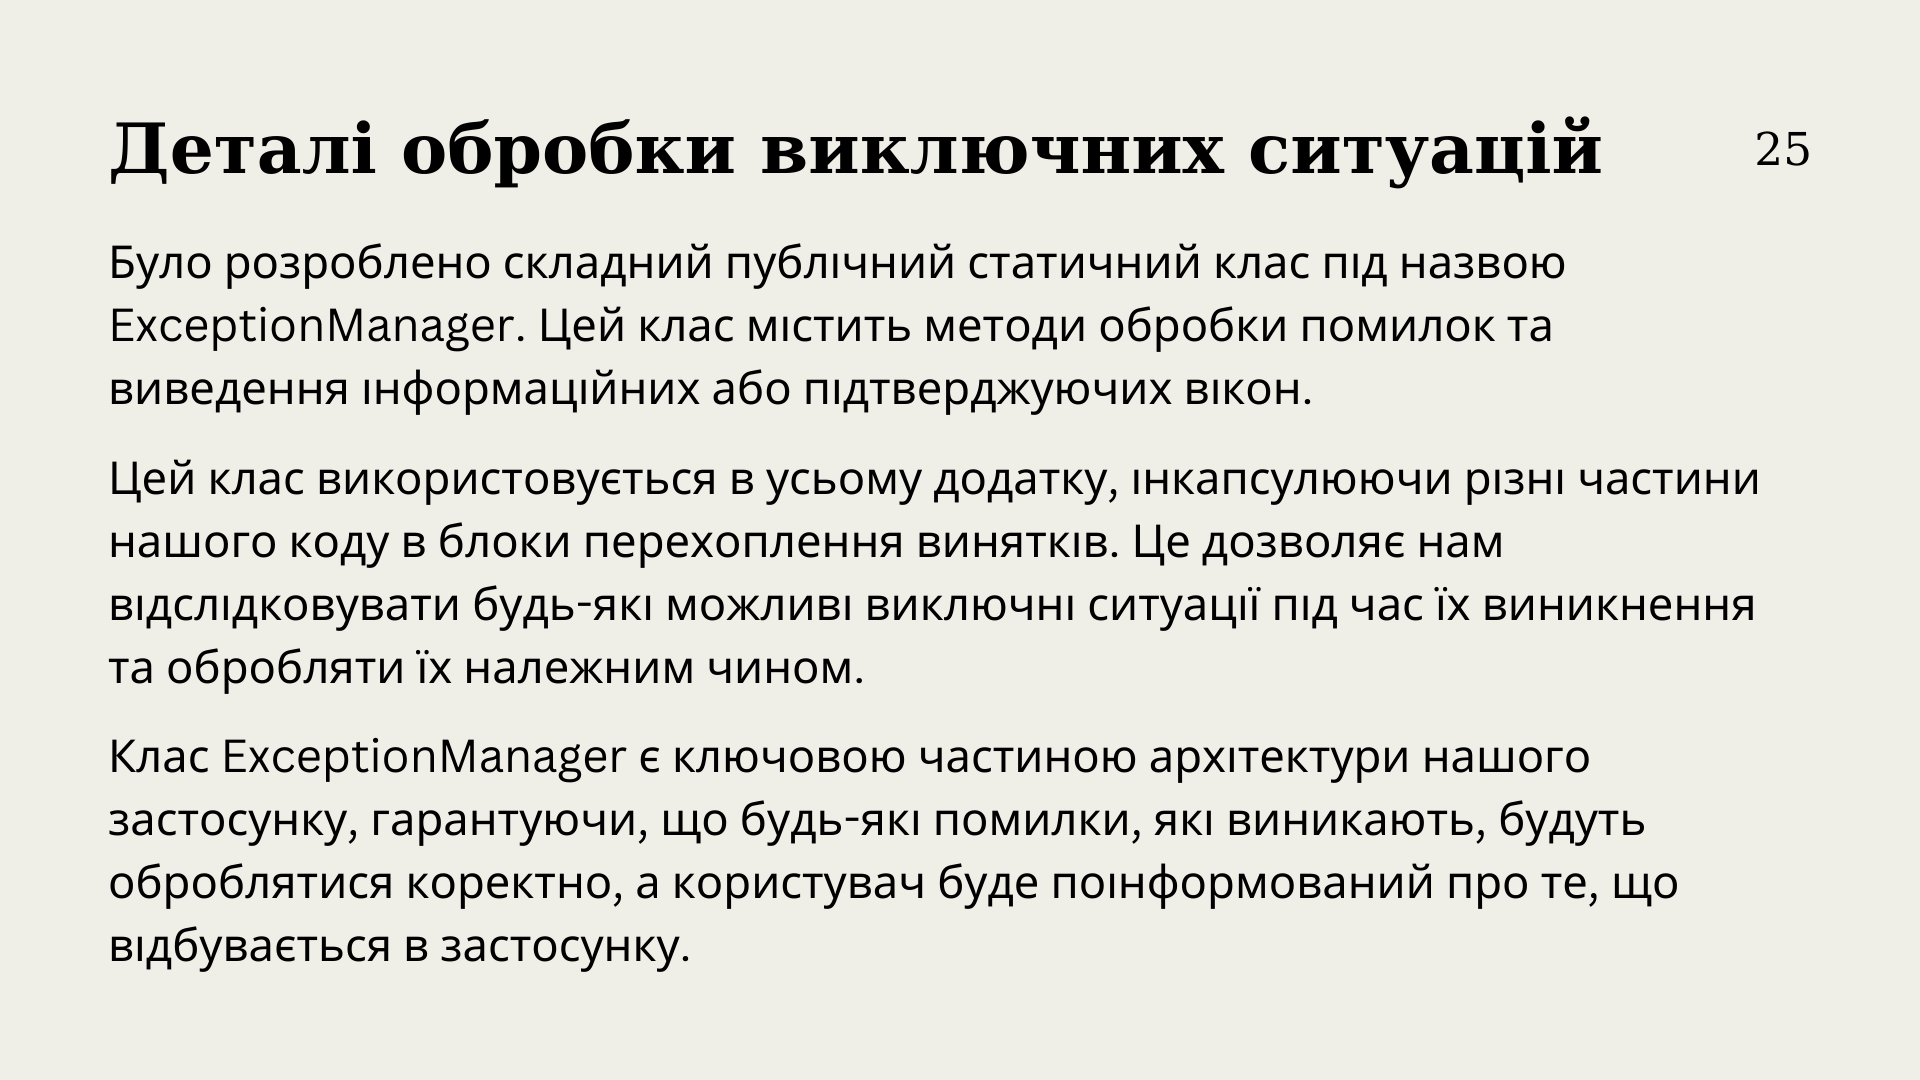 Деталі обробки виключних ситуацій
25
Було розроблено складний публічний статичний клас під назвою
ExceptionManager. Цей клас містить методи обробки помилок та
виведення інформаційних або підтверджуючих вікон.
Цей клас використовується в усьому додатку, інкапсулюючи різні частини
нашого коду в блоки перехоплення винятків. Це дозволяє нам
відслідковувати будь-які можливі виключні ситуації під час їх виникнення
та обробляти їх належним чином.
Клас ExceptionManager є ключовою частиною архітектури нашого
застосунку, гарантуючи, що будь-які помилки, які виникають, будуть
оброблятися коректно, а користувач буде поінформований про те, що
відбувається в застосунку.